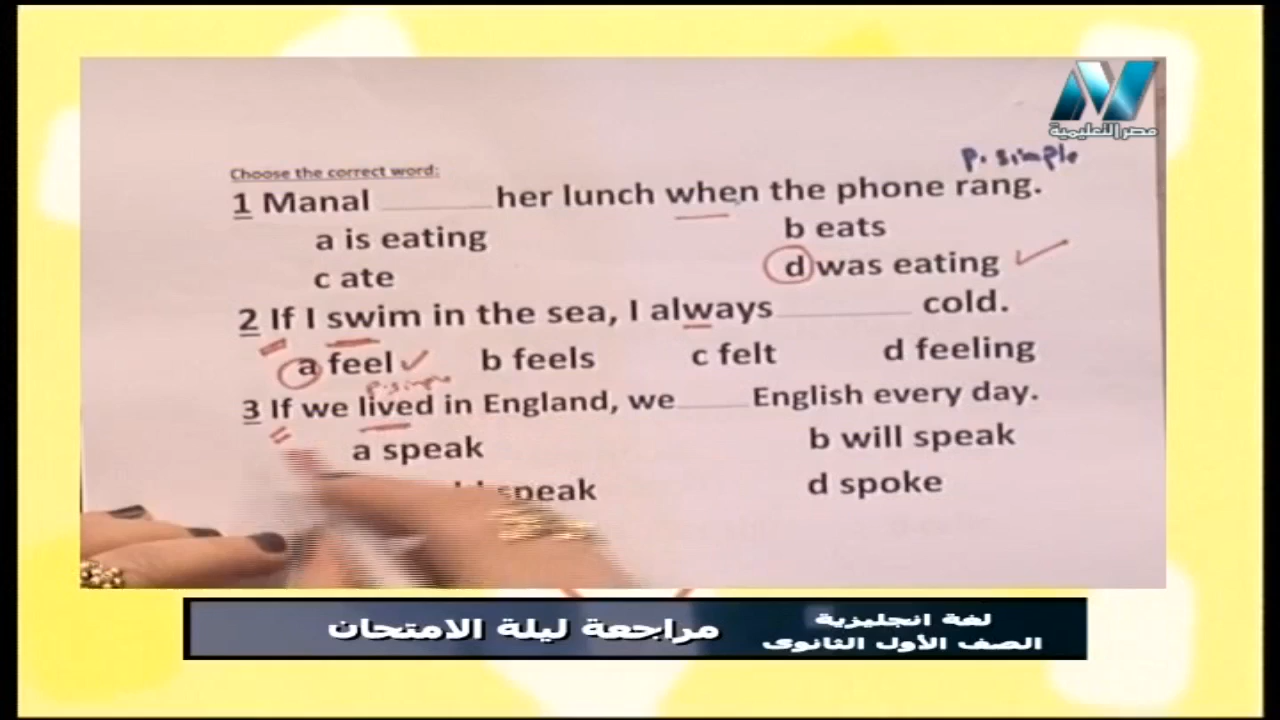 مصر التعليمية
p. simple
Choose the correct word:
1 Manal ________ her lunch when the phone rang.
a is eating b eats
c ate d was eating
2 If I swim in the sea, I always ________ cold.
a feel b feels c felt d feeling
p. simple
3 If we lived in England, we ____ English every day.
a speak b will speak
speak d spoke
لغة انجليزية
الصف الأول الثانوى
مراجعة ليلة الامتحان